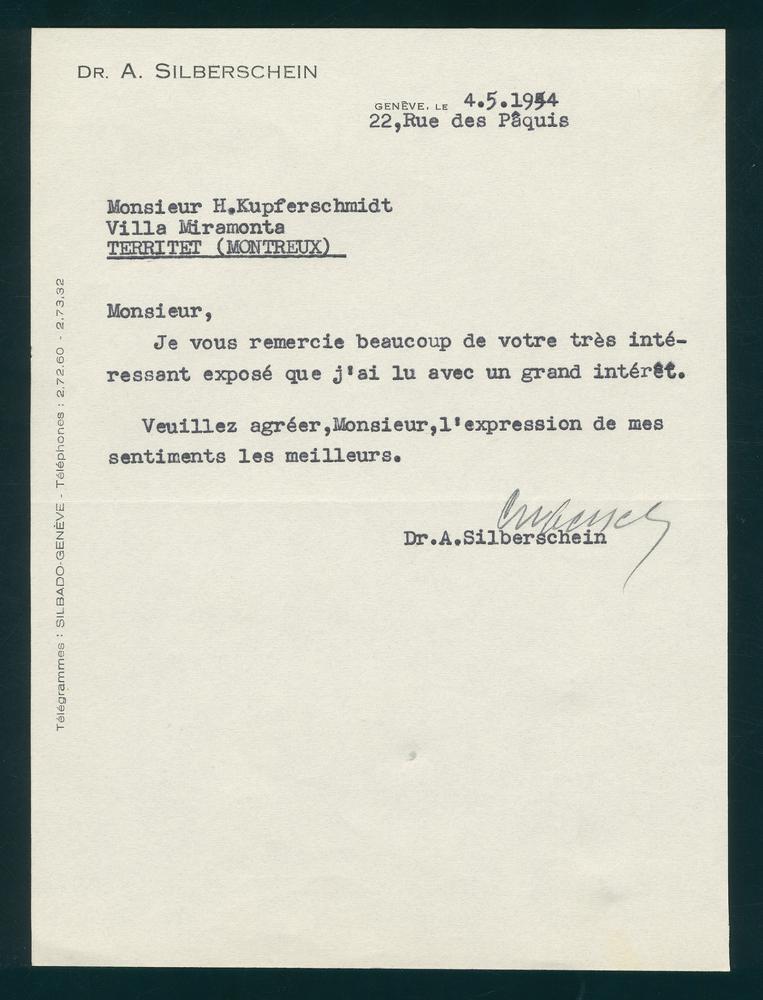 DR. A. SILBERSCHEIN
GENÈVE, LE 4.5.1944
22,Rue des Pâquis
Monsieur H.Kupferschmidt
Villa Miramonta
TERRITET (MONTREUX)
Monsieur,
Je vous remercie beaucoup de votre très inté-
ressant exposé que j'ai lu avec un grand intérêt.
Veuillez agréer,Monsieur,l'expression de mes
sentiments les meilleurs.
Dr.A.Silberschein
Télégrammes : SILBADO-GENÈVE - Téléphones : 2.72.60 - 2.73.32